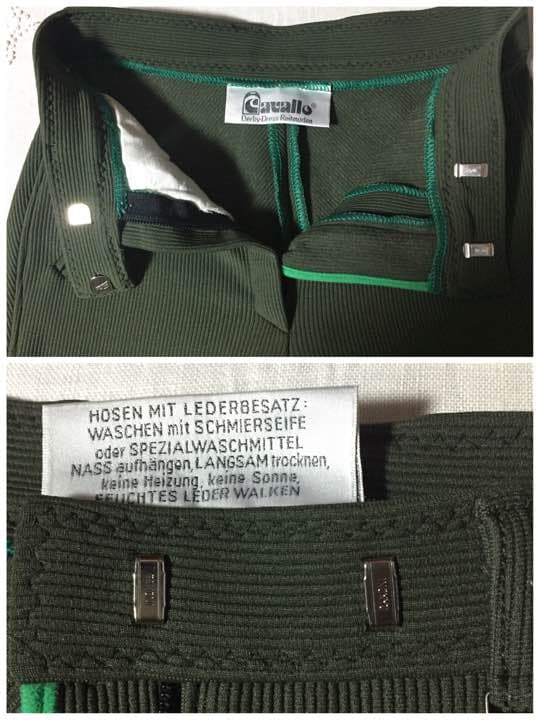 Cavallo®
Derby-Dress Reitmoden
HOSEN MIT LEDERBESATZ:
WASCHEN mit SCHMIERSEIFE
oder SPEZIALWASCHMITTEL
NASS aufhängen, LANGSAM trocknen,
keine Heizung, keine Sonne,
FEUCHTES LEDER WALKEN